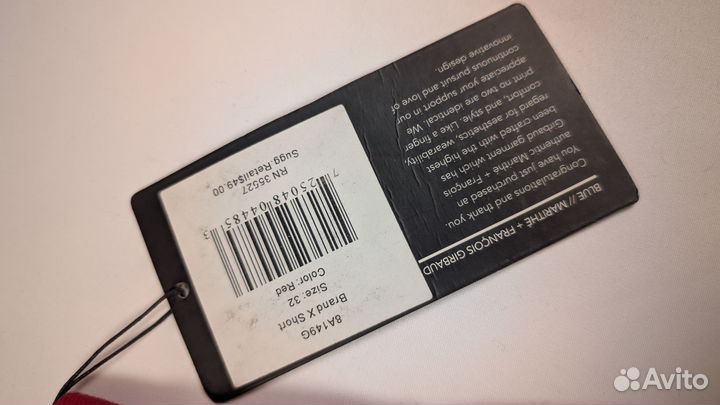 BLUE // MARTHĒ + FRANÇOIS GIRBAUD
Congratulations and thank you.
You have just purchased an
authentic Marithé + François
Girbaud garment which has
been crafted with the highest
regard for aesthetics, wearability,
comfort, and style. Like a finger
print no two are identical. We
appreciate your support in our
continuous pursuit and love of
innovative design.
8A149G
Brand X Short
Size: 32
Color: Red
7 25048 04485 3
RN 35527
Sugg.Retail$49.00
Avito